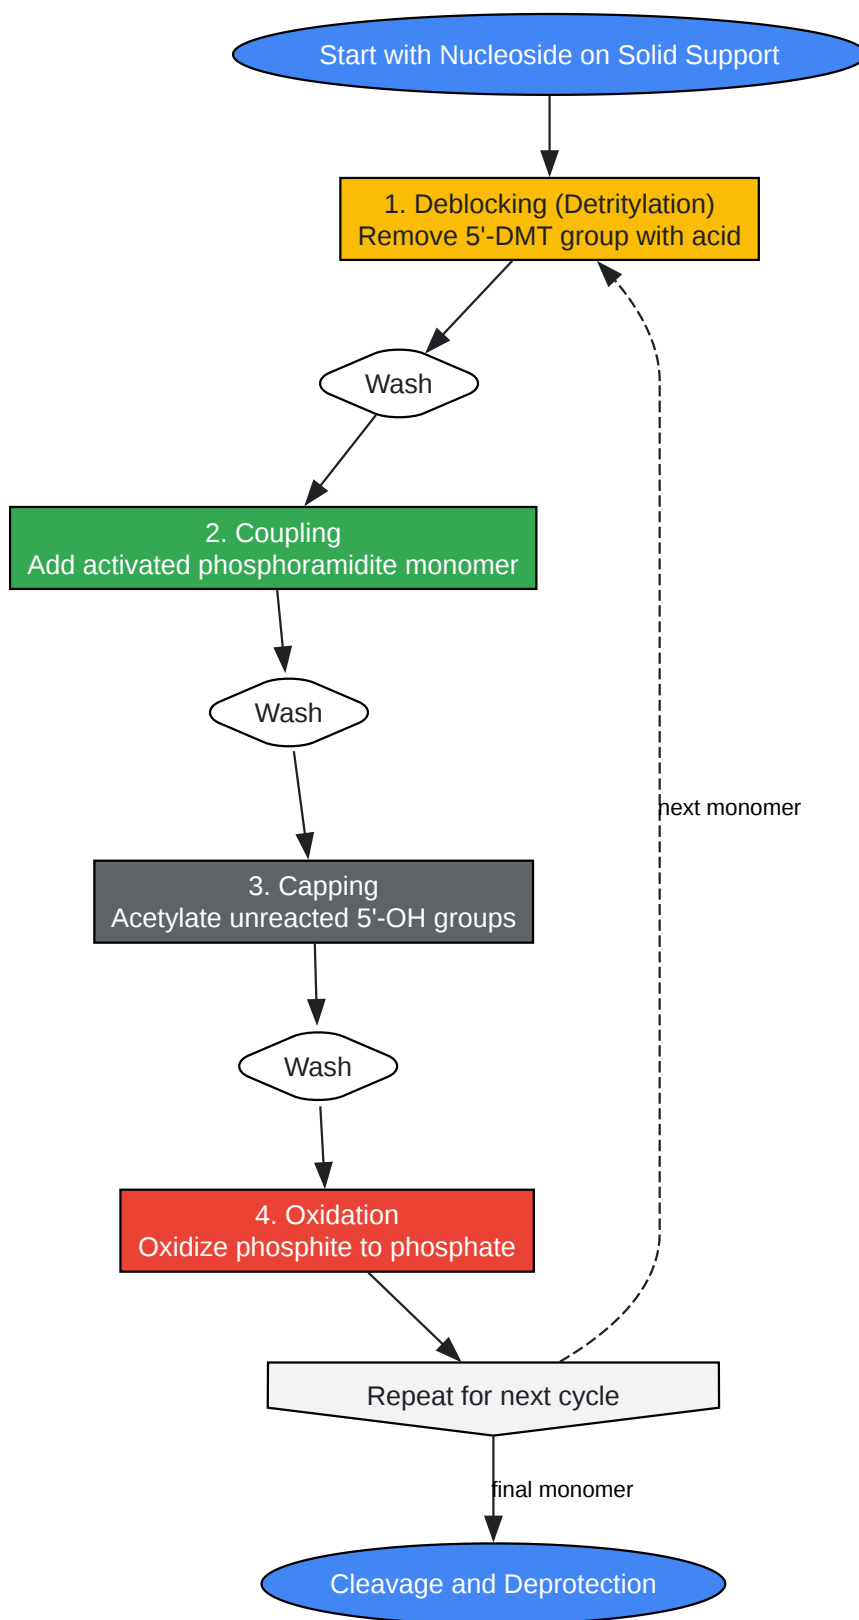 Start with Nucleoside on Solid Support
1. Deblocking (Detritylation)
Remove 5'-DMT group with acid
Wash
2. Coupling
Add activated phosphoramidite monomer
Wash
next monomer
3. Capping
Acetylate unreacted 5'-OH groups
Wash
4. Oxidation
Oxidize phosphite to phosphate
Repeat for next cycle
final monomer
Cleavage and Deprotection